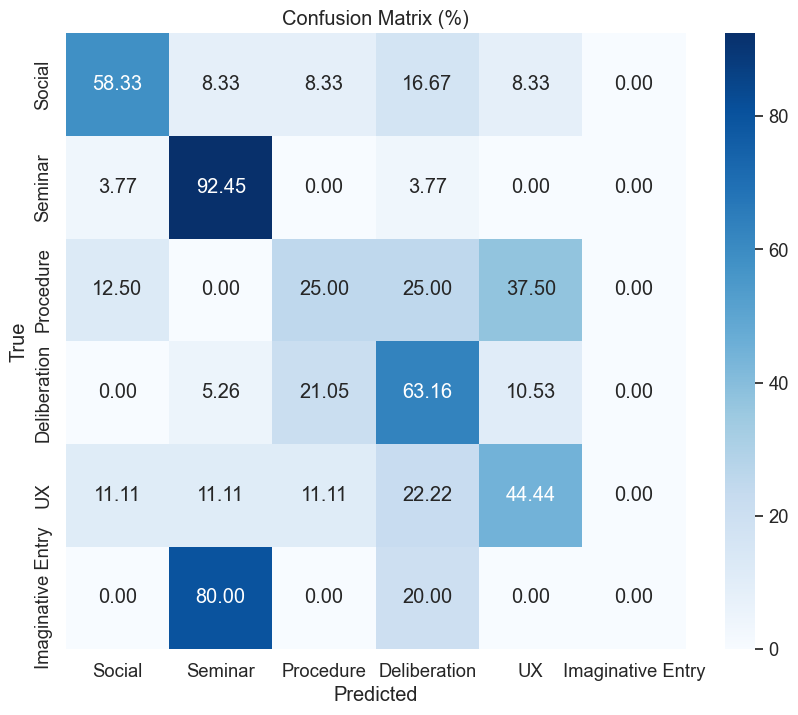 Confusion Matrix (%)
Social 58.33 8.33 8.33 16.67 8.33 0.00
Seminar 3.77 92.45 0.00 3.77 0.00 0.00
Procedure 12.50 0.00 25.00 25.00 37.50 0.00
Deliberation 0.00 5.26 21.05 63.16 10.53 0.00
UX 11.11 11.11 11.11 22.22 44.44 0.00
Imaginative Entry 0.00 80.00 0.00 20.00 0.00 0.00
True
Social Seminar Procedure Deliberation UX Imaginative Entry
Predicted
80
60
40
20
0